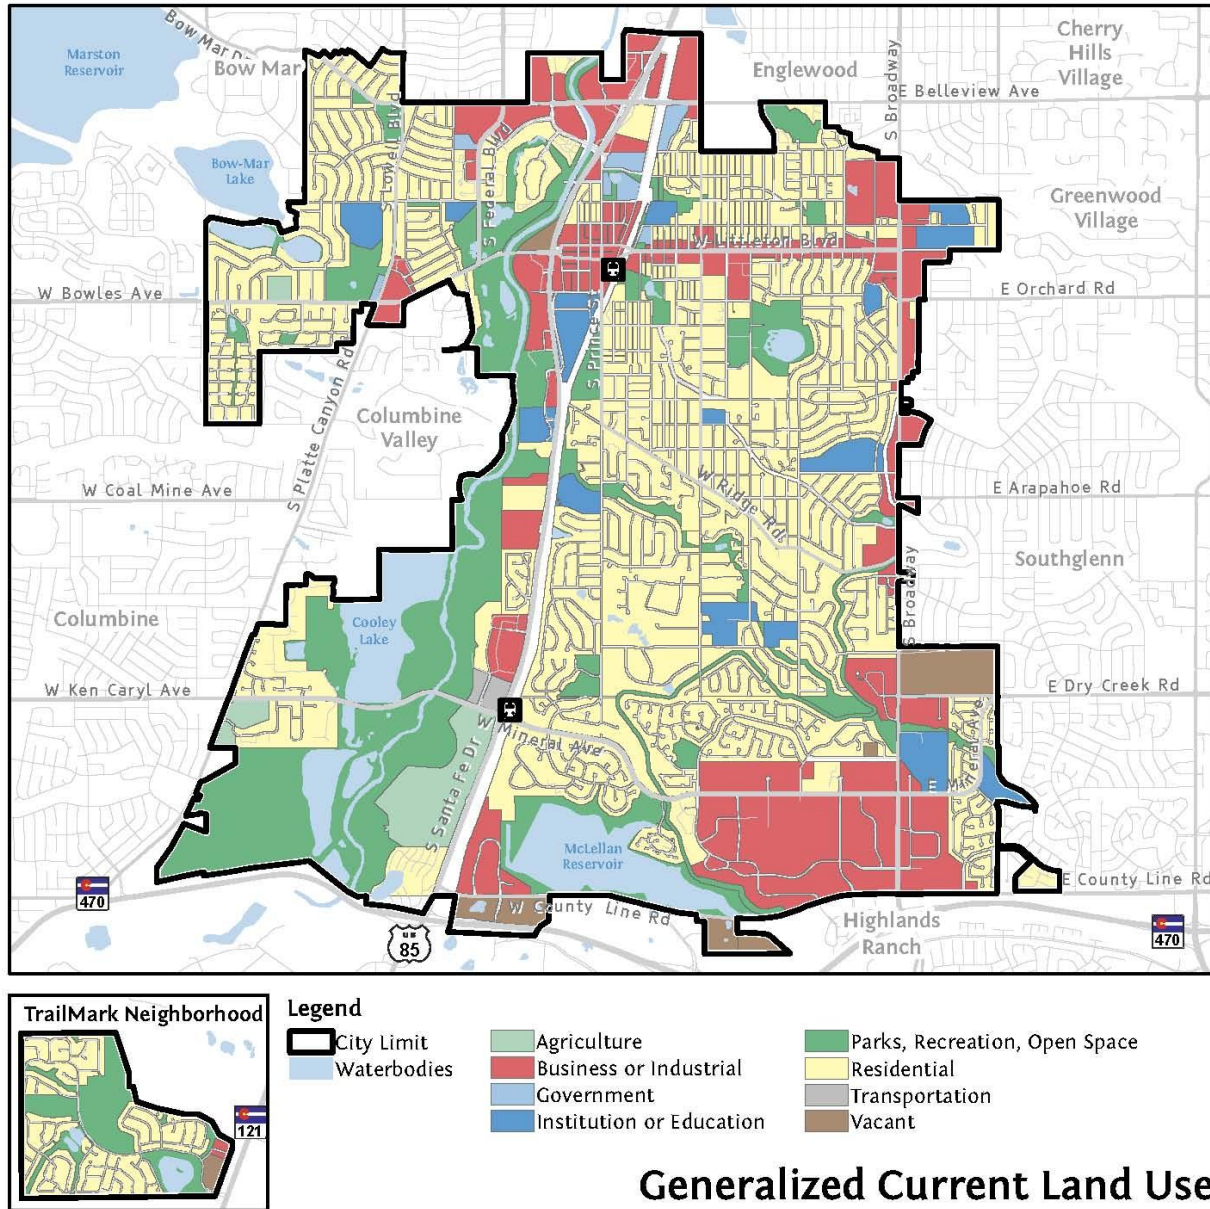 Bow Mar Dr
Marston
Reservoir
Bow Mar
Englewood
Cherry
Hills
Village
S Broadway
E Belleview Ave
S Lowell Blvd
S Federal Blvd
Bow-Mar
Lake
Greenwood
Village
W Littleton Blvd
W Bowles Ave
E Orchard Rd
S Prince St
S Platte Canyon Rd
Columbine
Valley
W Coal Mine Ave
W Ridge Rd
E Arapahoe Rd
Southglenn
S Broadway
Columbine
Cooley
Lake
W Ken Caryl Ave
E Dry Creek Rd
W Mineral Ave
S Santa Fe Dr
E Mineral Ave
McLellan
Reservoir
E County Line Rd
W County Line Rd
470
US
85
Highlands
Ranch
470
TrailMark Neighborhood
121
Legend
City Limit
Waterbodies
Agriculture
Business or Industrial
Government
Institution or Education
Parks, Recreation, Open Space
Residential
Transportation
Vacant
Generalized Current Land Use